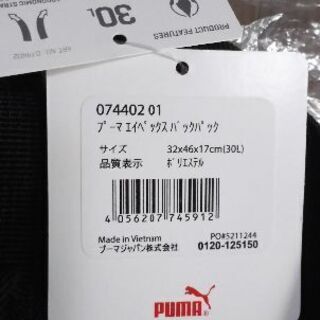 30L
PRODUCT FEATURES
074402 01
プーマ エイペックス バックパック
サイズ 32x46x17cm(30L)
品質表示 ポリエステル
4 056207 745912
Made in Vietnam PO#5211244
プーマジャパン株式会社 0120-125150
PUMA